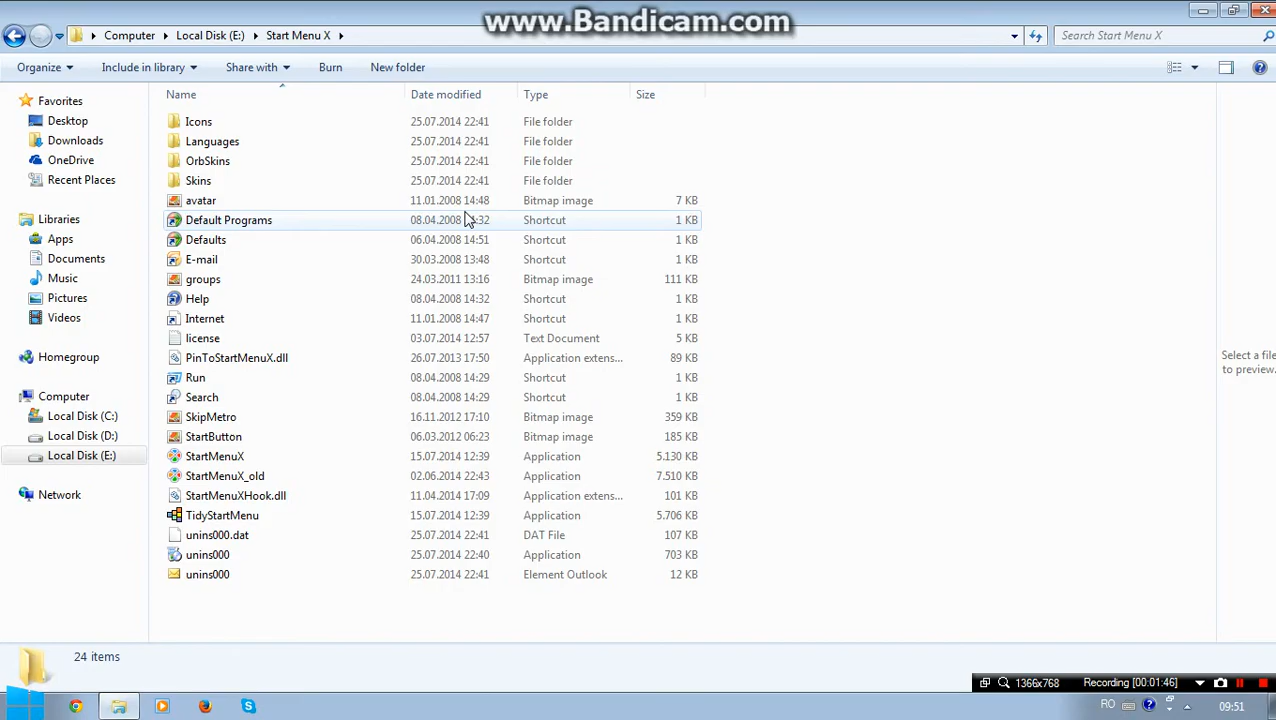 www.Bandicam.com
Computer Local Disk (E:) Start Menu X
Search Start Menu X
Organize Include in library Share with Burn New folder
Name Date modified Type Size
Favorites
Desktop
Downloads
OneDrive
Recent Places
Libraries
Apps
Documents
Music
Pictures
Videos
Homegroup
Computer
Local Disk (C:)
Local Disk (D:)
Local Disk (E:)
Network
Icons 25.07.2014 22:41 File folder
Languages 25.07.2014 22:41 File folder
OrbSkins 25.07.2014 22:41 File folder
Skins 25.07.2014 22:41 File folder
avatar 11.01.2008 14:48 Bitmap image 7 KB
Default Programs 08.04.2008 :32 Shortcut 1 KB
Defaults 06.04.2008 14:51 Shortcut 1 KB
E-mail 30.03.2008 13:48 Shortcut 1 KB
groups 24.03.2011 13:16 Bitmap image 111 KB
Help 08.04.2008 14:32 Shortcut 1 KB
Internet 11.01.2008 14:47 Shortcut 1 KB
license 03.07.2014 12:57 Text Document 5 KB
PinToStartMenuX.dll 26.07.2013 17:50 Application extens... 89 KB
Run 08.04.2008 14:29 Shortcut 1 KB
Search 08.04.2008 14:29 Shortcut 1 KB
SkipMetro 16.11.2012 17:10 Bitmap image 359 KB
StartButton 06.03.2012 06:23 Bitmap image 185 KB
StartMenuX 15.07.2014 12:39 Application 5.130 KB
StartMenuX_old 02.06.2014 22:43 Application 7.510 KB
StartMenuXHook.dll 11.04.2014 17:09 Application extens... 101 KB
TidyStartMenu 15.07.2014 12:39 Application 5.706 KB
unins000.dat 25.07.2014 22:41 DAT File 107 KB
unins000 25.07.2014 22:40 Application 703 KB
unins000 25.07.2014 22:41 Element Outlook 12 KB
Select a file
to preview.
24 items
1366x768 Recording [00:01:46]
RO 09:51